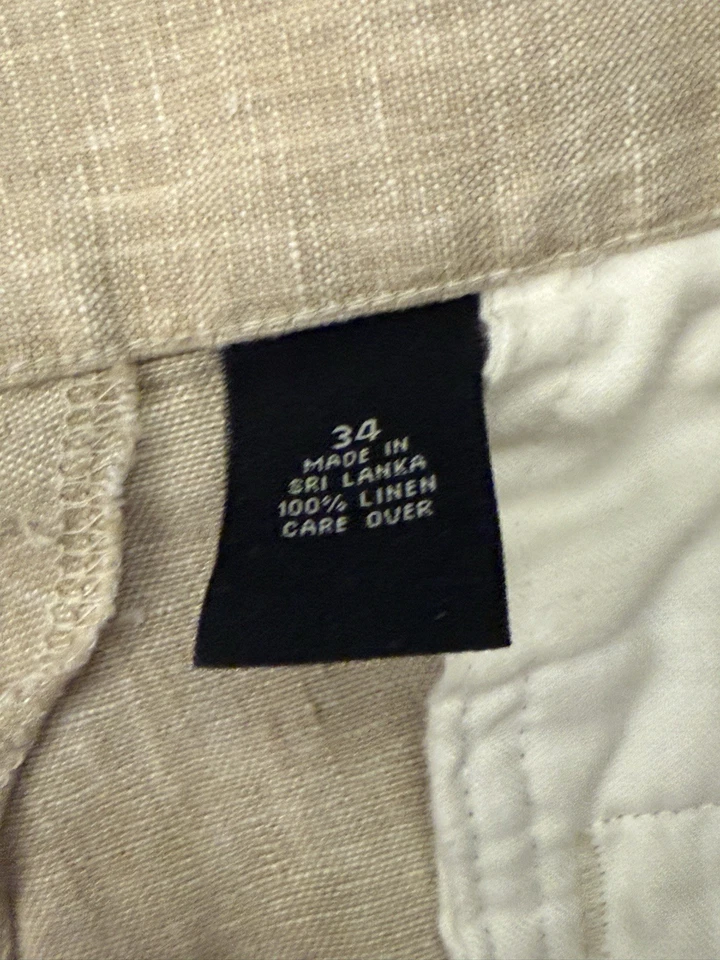 34
MADE IN
SRI LANKA
100% LINEN
CARE OVER